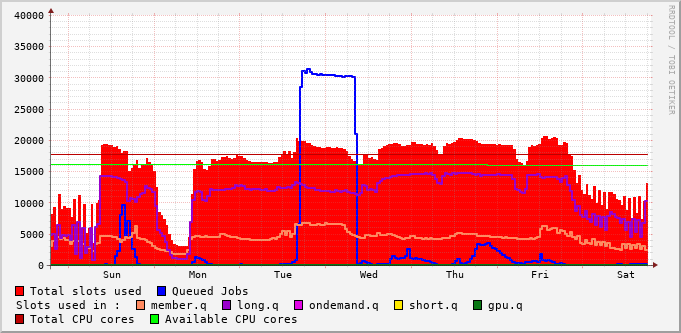 40000
35000
30000
25000
20000
15000
10000
5000
0
Sun Mon Tue Wed Thu Fri Sat
RRDTOOL / TOBI OETIKER
Total slots used Queued Jobs
Slots used in : member.q long.q ondemand.q short.q gpu.q
Total CPU cores Available CPU cores